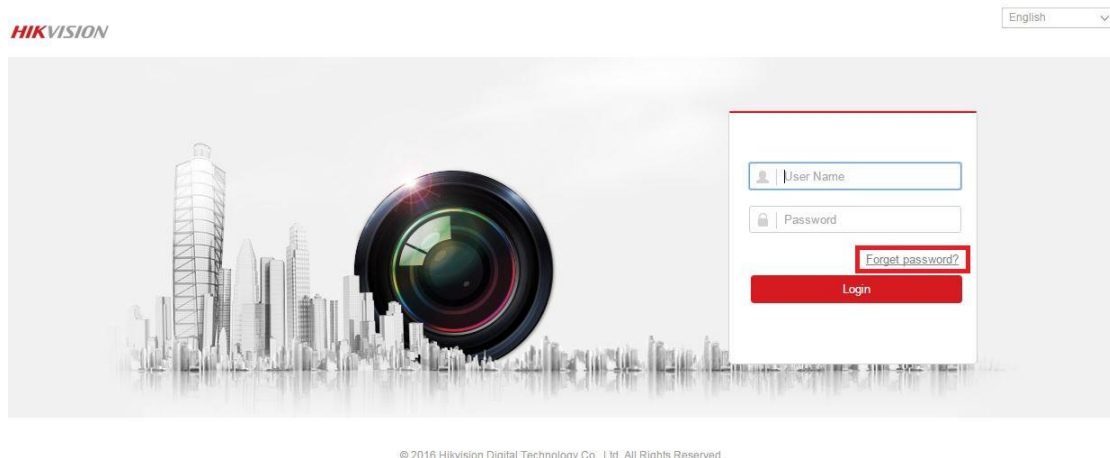 English
HIKVISION
User Name
Password
Forget password?
Login
© 2016 Hikvision Digital Technology Co., Ltd. All Rights Reserved.